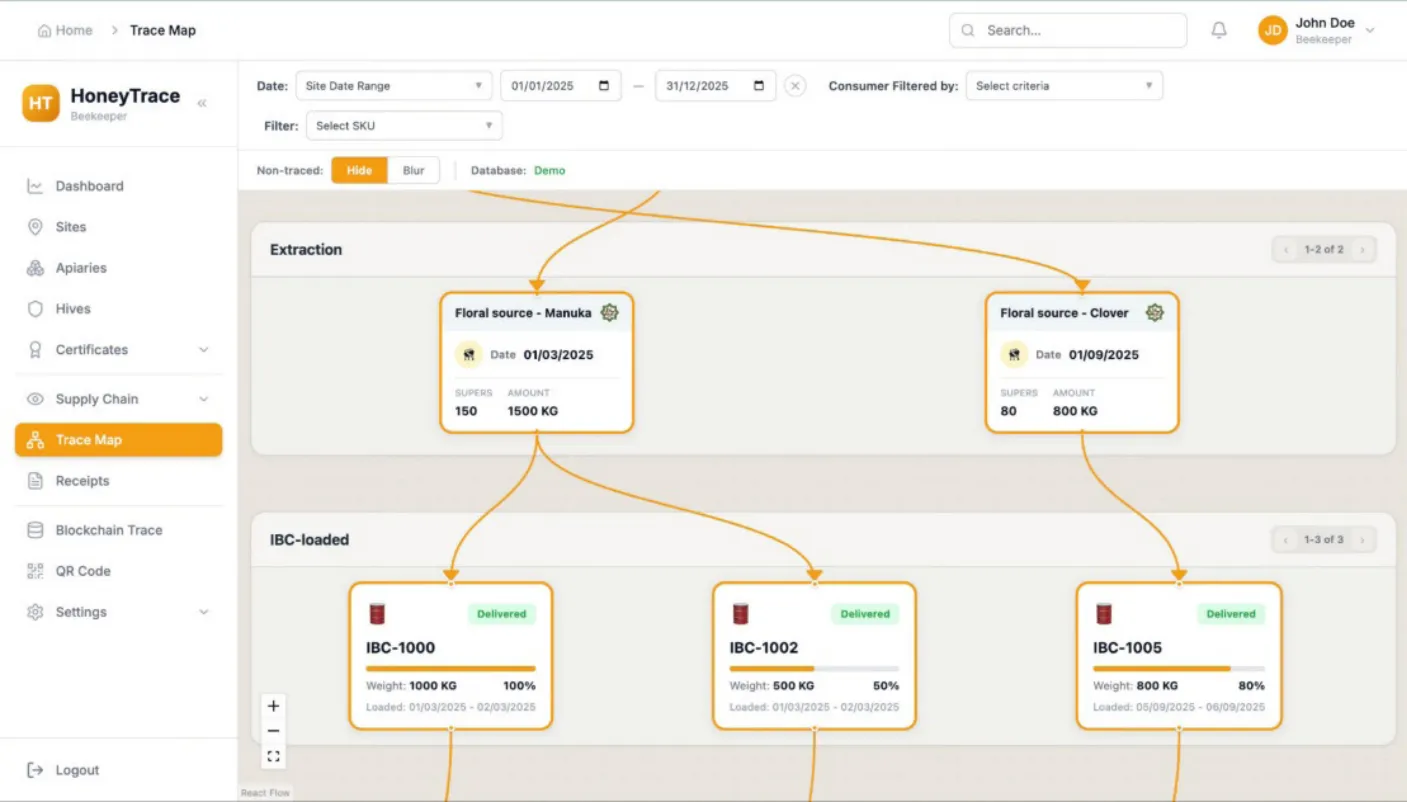 Home > Trace Map
Search...
JD
John Doe
Beekeeper
HT
HoneyTrace
Beekeeper
«
Dashboard
Sites
Apiaries
Hives
Certificates
Supply Chain
Trace Map
Receipts
Blockchain Trace
QR Code
Settings
Logout
Date: Site Date Range 01/01/2025 — 31/12/2025 Consumer Filtered by: Select criteria
Filter: Select SKU
Non-traced: Hide Blur Database: Demo
Extraction
‹ 1-2 of 2 ›
Floral source - Manuka
Date 01/03/2025
SUPERS AMOUNT
150 1500 KG
Floral source - Clover
Date 01/09/2025
SUPERS AMOUNT
80 800 KG
IBC-loaded
‹ 1-3 of 3 ›
Delivered
IBC-1000
Weight: 1000 KG 100%
Loaded: 01/03/2025 - 02/03/2025
Delivered
IBC-1002
Weight: 500 KG 50%
Loaded: 01/03/2025 - 02/03/2025
Delivered
IBC-1005
Weight: 800 KG 80%
Loaded: 05/09/2025 - 06/09/2025
+
−
React Flow